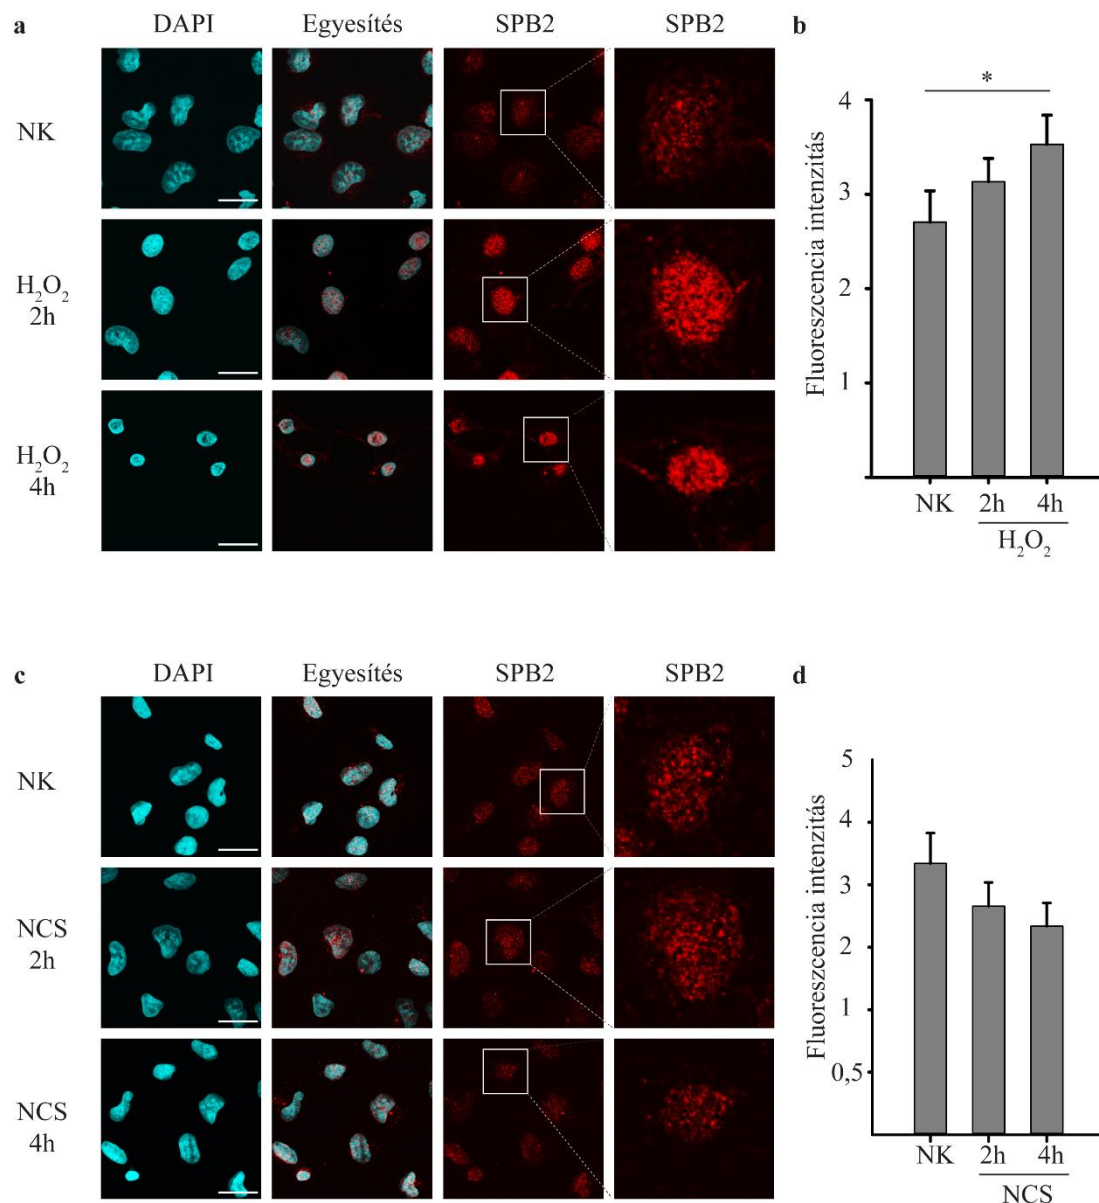 a
DAPI
Egyesítés
SPB2
SPB2
NK
H₂O₂
2h
H₂O₂
4h
b
*
Fluoreszcencia intenzitás
4
3
2
1
NK
2h
4h
H₂O₂
c
DAPI
Egyesítés
SPB2
SPB2
NK
NCS
2h
NCS
4h
d
Fluoreszcencia intenzitás
5
4
3
2
1
0,5
NK
2h
4h
NCS